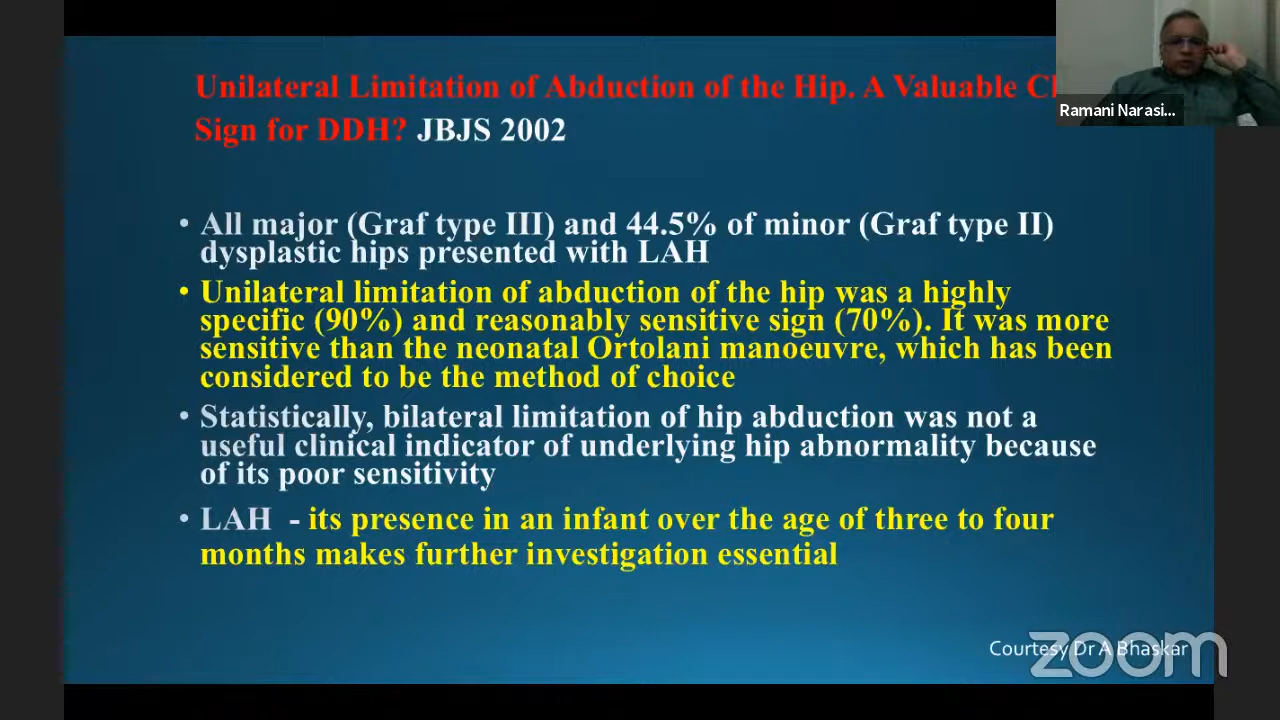 Unilateral Limitation of Abduction of the Hip. A Valuable
Sign for DDH? JBJS 2002
Ramani Narasi...
• All major (Graf type III) and 44.5% of minor (Graf type II)
dysplastic hips presented with LAH
• Unilateral limitation of abduction of the hip was a highly
specific (90%) and reasonably sensitive sign (70%). It was more
sensitive than the neonatal Ortolani manoeuvre, which has been
considered to be the method of choice
• Statistically, bilateral limitation of hip abduction was not a
useful clinical indicator of underlying hip abnormality because
of its poor sensitivity
• LAH - its presence in an infant over the age of three to four
months makes further investigation essential
Courtesy Dr A Bhaskar
zoom